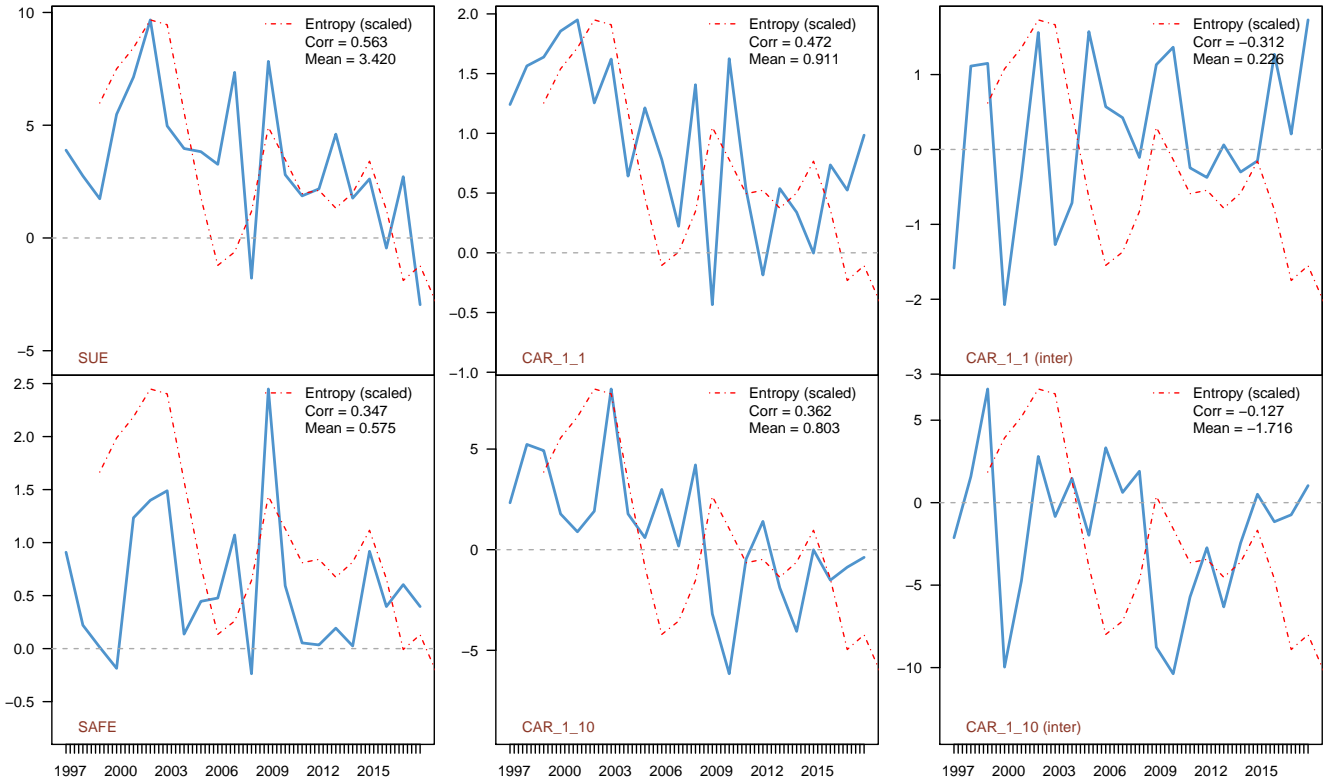 10
5
0
−5
Entropy (scaled)
Corr = 0.563
Mean = 3.420
SUE
2.0
1.5
1.0
0.5
0.0
−0.5
−1.0
Entropy (scaled)
Corr = 0.472
Mean = 0.911
CAR_1_1
1
0
−1
−2
−3
Entropy (scaled)
Corr = −0.312
Mean = 0.226
CAR_1_1 (inter)
2.5
2.0
1.5
1.0
0.5
0.0
−0.5
Entropy (scaled)
Corr = 0.347
Mean = 0.575
SAFE
1997 2000 2003 2006 2009 2012 2015
5
0
−5
Entropy (scaled)
Corr = 0.362
Mean = 0.803
CAR_1_10
1997 2000 2003 2006 2009 2012 2015
5
0
−5
−10
Entropy (scaled)
Corr = −0.127
Mean = −1.716
CAR_1_10 (inter)
1997 2000 2003 2006 2009 2012 2015